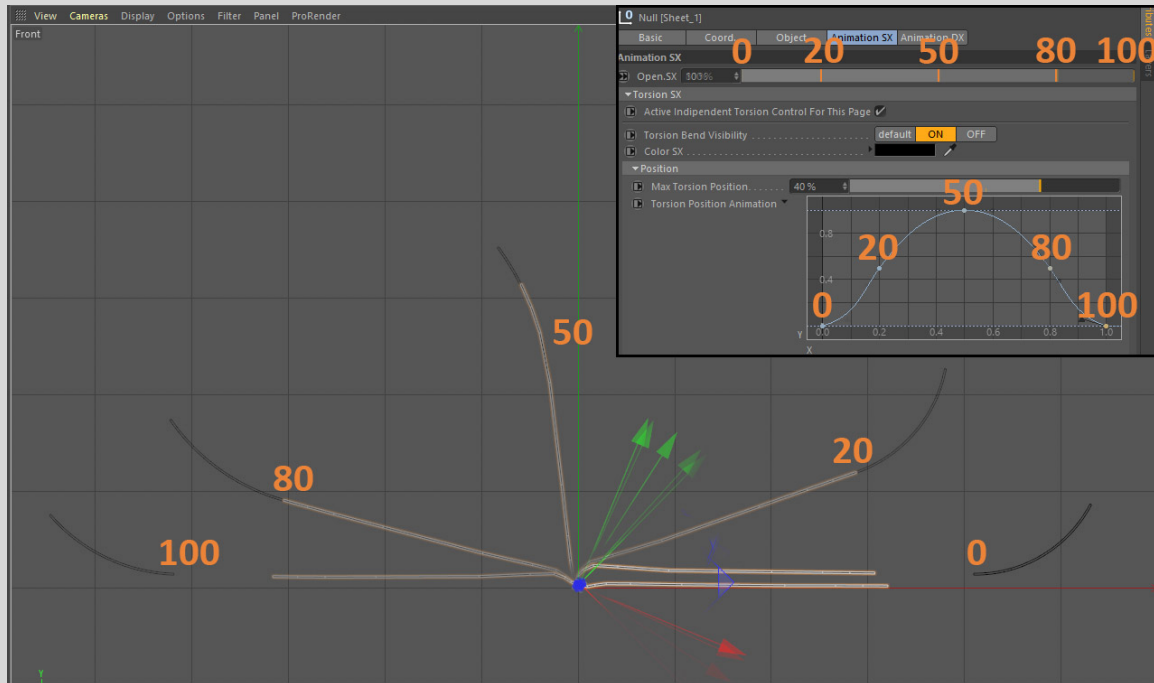 View Cameras Display Options Filter Panel ProRender
Front
Null [Sheet_1]
Basic Coord. Object Animation SX Animation DX
Animation SX
0 20 50 80 100
Open.SX
Torsion SX
Active Indipendent Torsion Control For This Page
Torsion Bend Visibility default ON OFF
Color SX
Position
Max Torsion Position 40 %
50
Torsion Position Animation
0.8
20 80
0.4
0 100
Y 0.0 0.2 0.4 0.6 0.8 1.0
X
50
20
80
100 0
Y